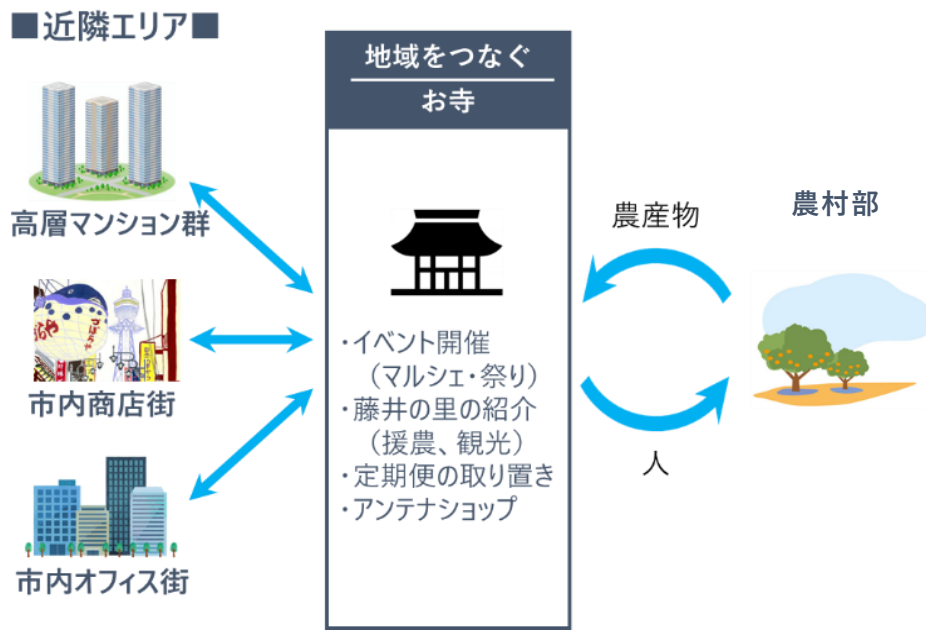 ■近隣エリア■
高層マンション群
市内商店街
市内オフィス街
地域をつなぐ
お寺
・イベント開催
（マルシェ・祭り）
・藤井の里の紹介
（援農、観光）
・定期便の取り置き
・アンテナショップ
農産物
人
農村部